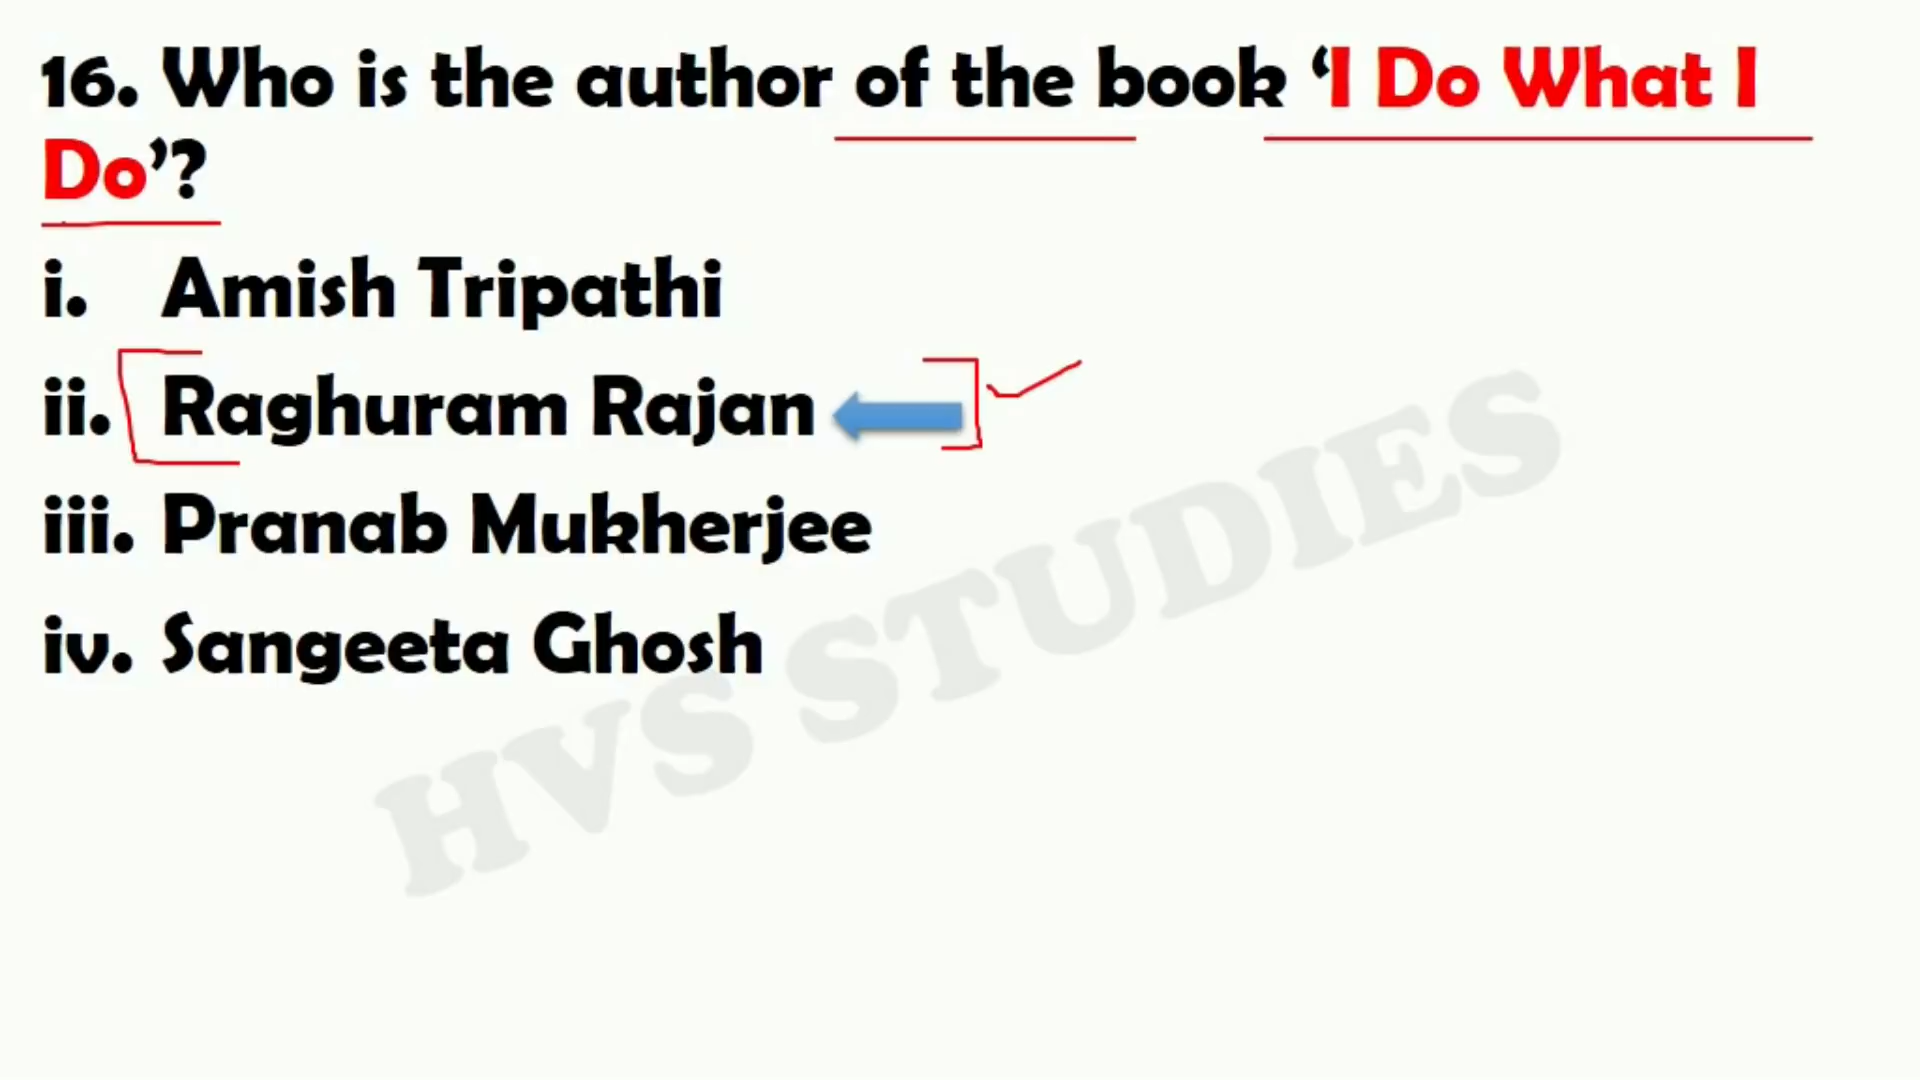 16. Who is the author of the book ‘I Do What I
Do’?
i. Amish Tripathi
ii. Raghuram Rajan
iii. Pranab Mukherjee
iv. Sangeeta Ghosh
HVS STUDIES